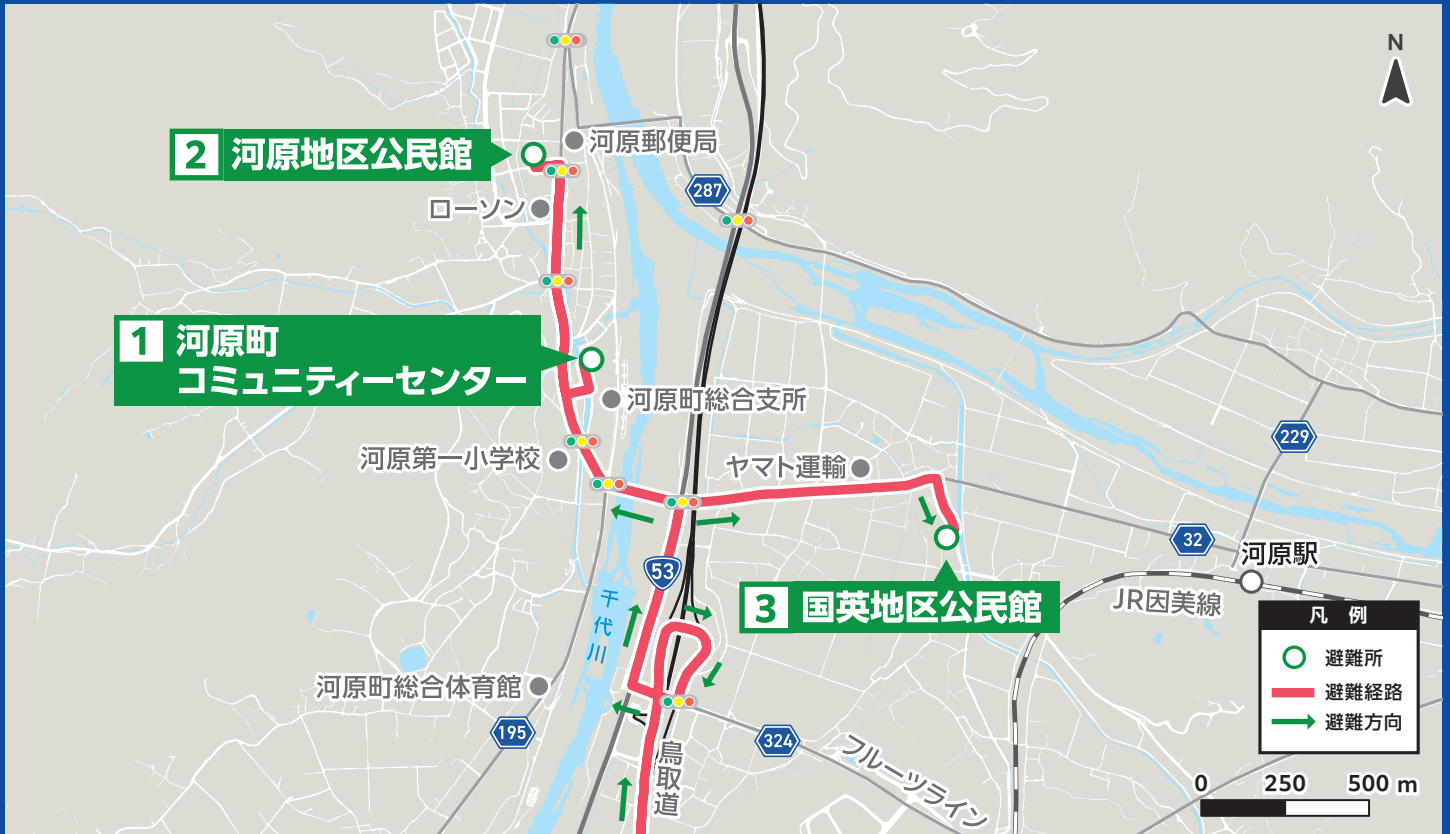 N
河原郵便局
2 河原地区公民館
287
ローソン
1 河原町
コミュニティーセンター
河原町総合支所
229
河原第一小学校
ヤマト運輸
32
河原駅
53
JR因美線
3 国英地区公民館
千代川
凡 例
避難所
避難経路
避難方向
河原町総合体育館
195
324
鳥取道
フルーツライン
0 250 500 m